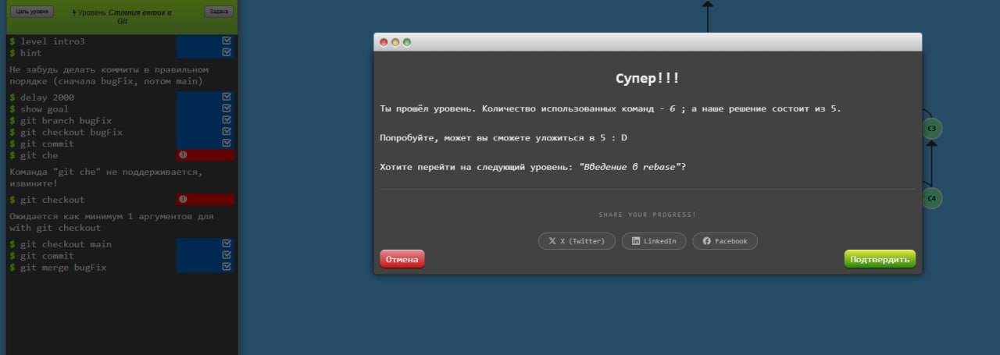 Цель уровня
Уровень Слияния веток в
Git
Задача
$ level intro3
$ hint
Не забудь делать коммиты в правильном
порядке (сначала bugFix, потом main)
$ delay 2000
$ show goal
$ git branch bugFix
$ git checkout bugFix
$ git commit
$ git che
Команда "git che" не поддерживается,
извините!
$ git checkout
Ожидается как минимум 1 аргументов для
with git checkout
$ git checkout main
$ git commit
$ git merge bugFix
Супер!!!
Ты прошёл уровень. Количество использованных команд - 6 ; а наше решение состоит из 5.
Попробуйте, может вы сможете уложиться в 5 : D
Хотите перейти на следующий уровень: "Введение в rebase"?
SHARE YOUR PROGRESS!
X (Twitter)
LinkedIn
Facebook
Отмена
Подтвердить
C3
C4